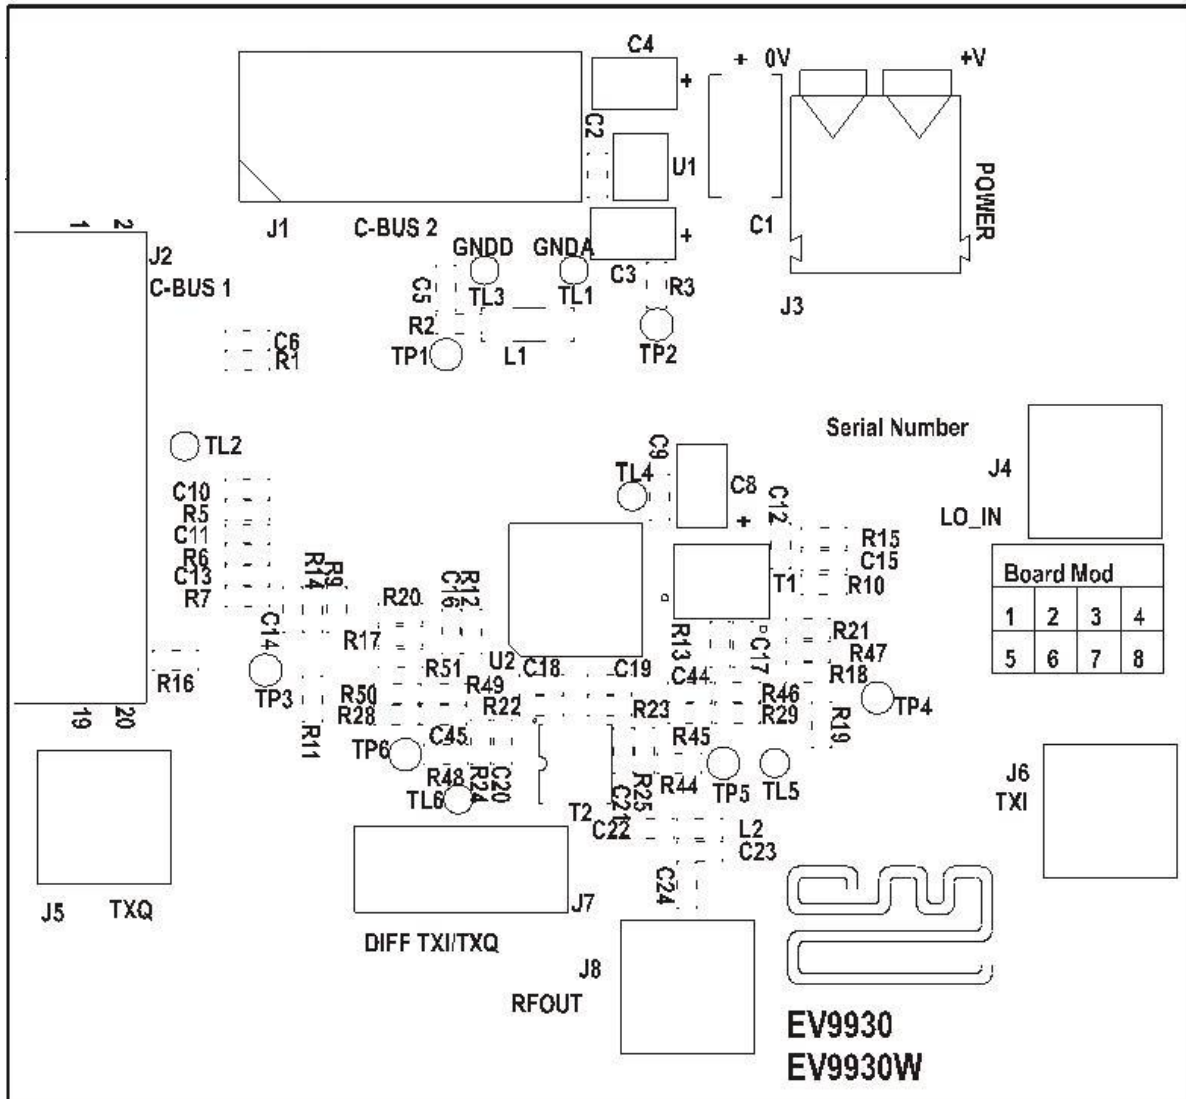 C4
+ 0V
+V
+
C2
U1
POWER
1 2
J1
C-BUS 2
C1
+
J2
C-BUS 1
GNDD
GNDA
C3
C5
TL3
TL1
R3
J3
R2
C6
R1
TP1
L1
TP2
Serial Number
TL2
C9
J4
TL4
C8
C10
R5
C11
R6
C13
R7
+
C12
LO_IN
R15
C15
R10
T1
Board Mod
1 2 3 4
5 6 7 8
R14
R9
R20
C16
R12
C14
R17
R13
C17
R21
R47
R18
U2
C18
C19
R51
C44
R16
TP3
R50
R49
R46
TP4
R28
R22
R23
R29
R19
19 20
R11
C45
R45
TP6
R48
R24
C20
R44
TP5
TL5
J6
TXI
TL6
T2
C21
R25
C22
L2
C23
C24
J5
TXQ
J7
DIFF TXI/TXQ
J8
RFOUT
EV9930
EV9930W